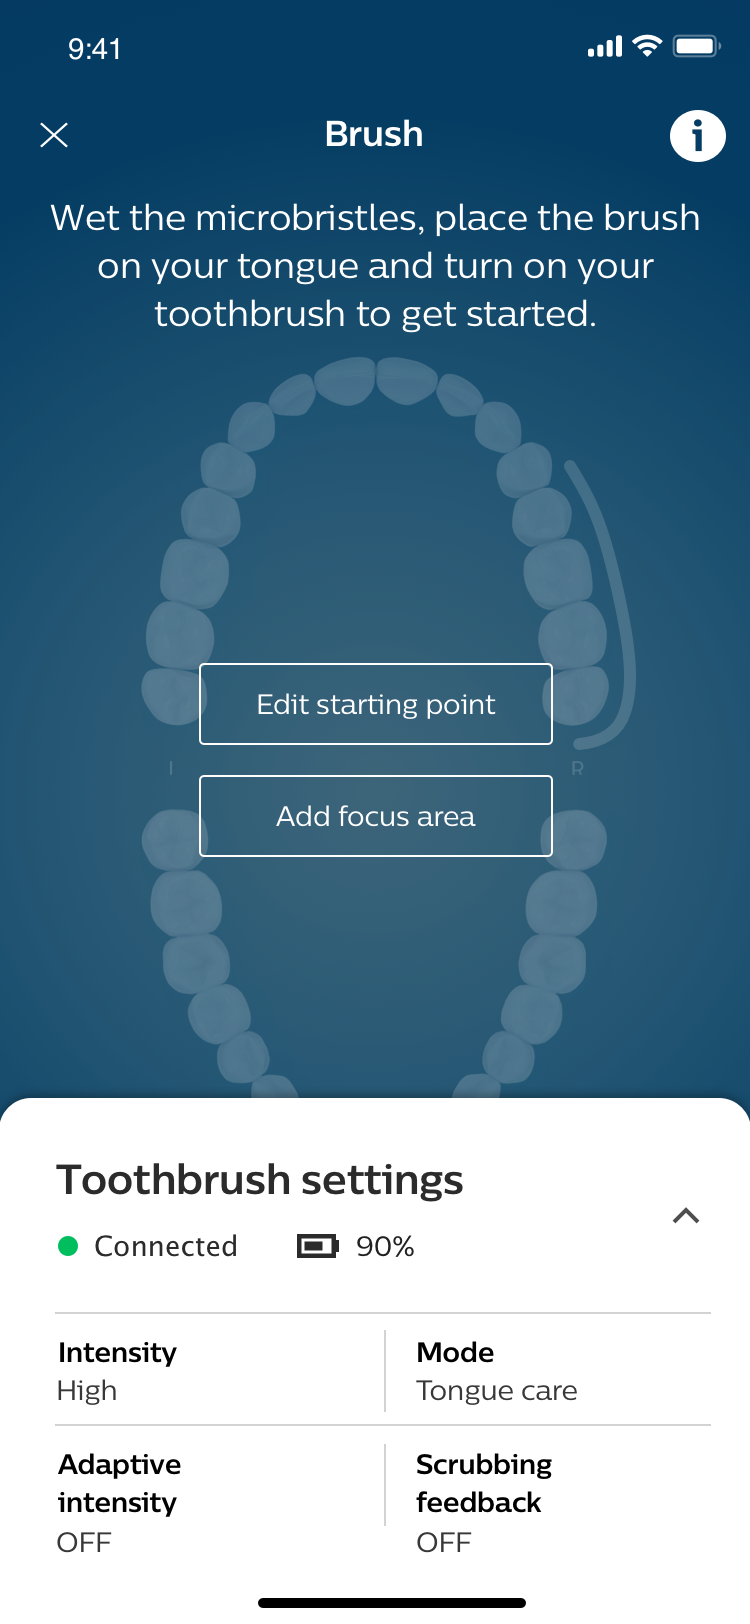 9:41
Brush
i
Wet the microbristles, place the brush
on your tongue and turn on your
toothbrush to get started.
Edit starting point
R
Add focus area
Toothbrush settings
Connected
90%
Intensity
High
Mode
Tongue care
Adaptive
intensity
OFF
Scrubbing
feedback
OFF